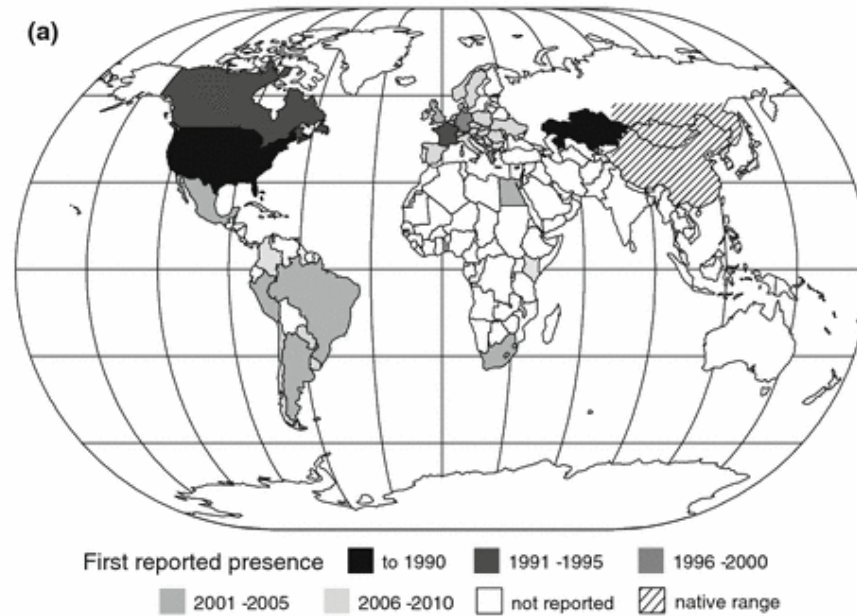 (a)
First reported presence to 1990 1991 -1995 1996 -2000
2001 -2005 2006 -2010 not reported native range